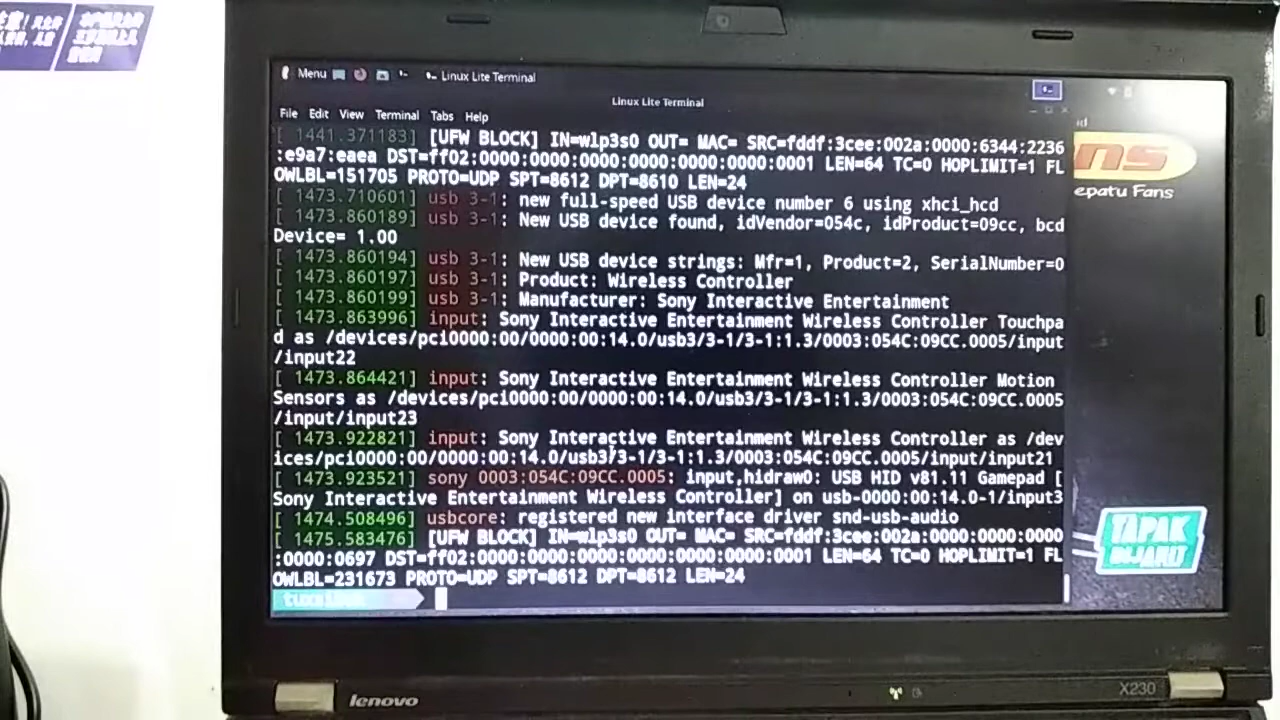 Menu
Linux Lite Terminal
Linux Lite Terminal
File Edit View Terminal Tabs Help
[ 1441.371183] [UFW BLOCK] IN=wlp3s0 OUT= MAC= SRC=fddf:3cee:002a:0000:6344:2236
:e9a7:eaea DST=ff02:0000:0000:0000:0000:0000:0000:0001 LEN=64 TC=0 HOPLIMIT=1 FL
OWLBL=151705 PROTO=UDP SPT=8612 DPT=8610 LEN=24
[ 1473.710601] usb 3-1: new full-speed USB device number 6 using xhci_hcd
[ 1473.860189] usb 3-1: New USB device found, idVendor=054c, idProduct=09cc, bcd
Device= 1.00
[ 1473.860194] usb 3-1: New USB device strings: Mfr=1, Product=2, SerialNumber=0
[ 1473.860197] usb 3-1: Product: Wireless Controller
[ 1473.860199] usb 3-1: Manufacturer: Sony Interactive Entertainment
[ 1473.863996] input: Sony Interactive Entertainment Wireless Controller Touchpa
d as /devices/pci0000:00/0000:00:14.0/usb3/3-1/3-1:1.3/0003:054C:09CC.0005/input
/input22
[ 1473.864421] input: Sony Interactive Entertainment Wireless Controller Motion
Sensors as /devices/pci0000:00/0000:00:14.0/usb3/3-1/3-1:1.3/0003:054C:09CC.0005
/input/input23
[ 1473.922821] input: Sony Interactive Entertainment Wireless Controller as /dev
ices/pci0000:00/0000:00:14.0/usb3/3-1/3-1:1.3/0003:054C:09CC.0005/input/input21
[ 1473.923521] sony 0003:054C:09CC.0005: input,hidraw0: USB HID v81.11 Gamepad [
Sony Interactive Entertainment Wireless Controller] on usb-0000:00:14.0-1/input3
[ 1474.508496] usbcore: registered new interface driver snd-usb-audio
[ 1475.583476] [UFW BLOCK] IN=wlp3s0 OUT= MAC= SRC=fddf:3cee:002a:0000:0000:0000
:0000:0697 DST=ff02:0000:0000:0000:0000:0000:0000:0001 LEN=64 TC=0 HOPLIMIT=1 FL
OWLBL=231673 PROTO=UDP SPT=8612 DPT=8612 LEN=24
id
ns
epatu Fans
TAPAK
lenovo
X230